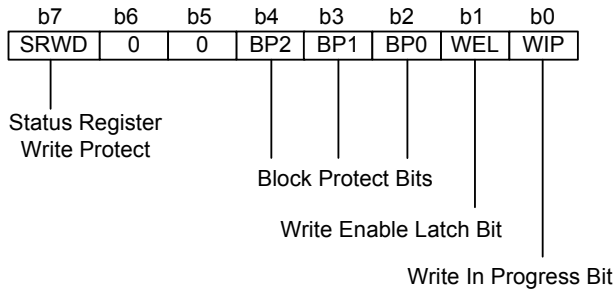 b7 b6 b5 b4 b3 b2 b1 b0
SRWD 0 0 BP2 BP1 BP0 WEL WIP
Status Register
Write Protect
Block Protect Bits
Write Enable Latch Bit
Write In Progress Bit